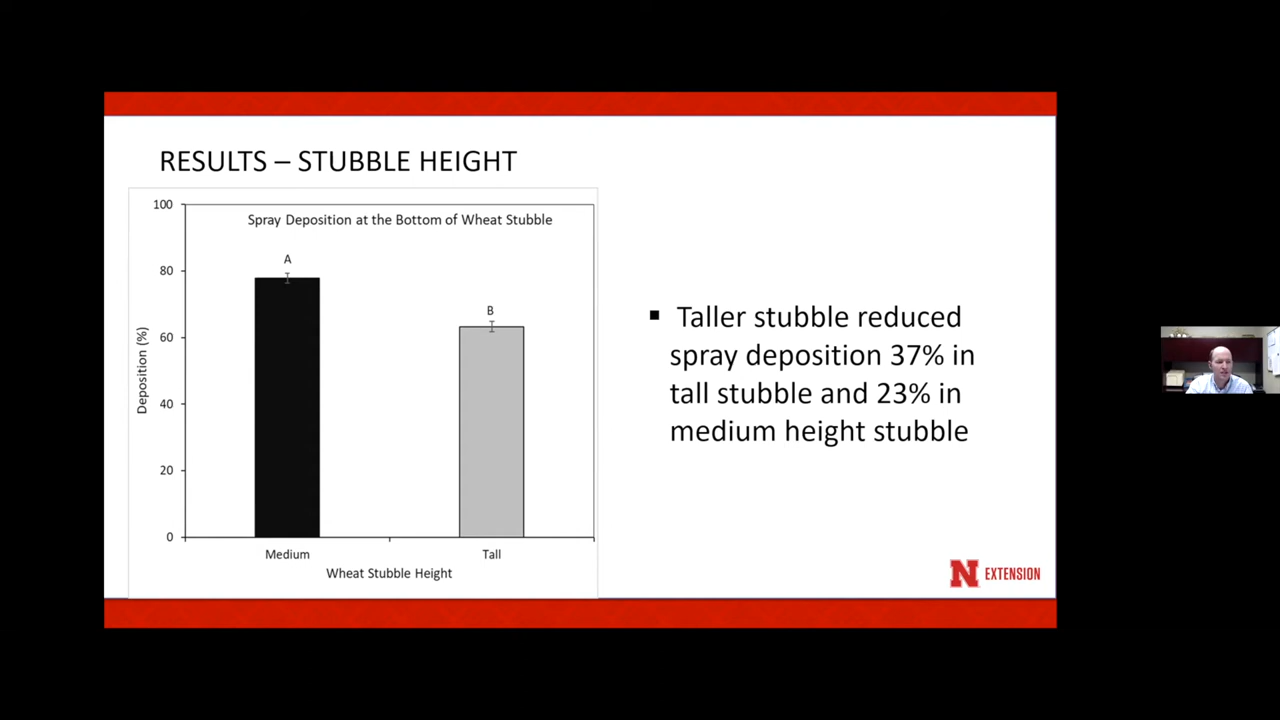 RESULTS – STUBBLE HEIGHT
Spray Deposition at the Bottom of Wheat Stubble
100
80
60
40
20
0
Deposition (%)
A
B
Medium
Tall
Wheat Stubble Height
▪ Taller stubble reduced
spray deposition 37% in
tall stubble and 23% in
medium height stubble
N EXTENSION